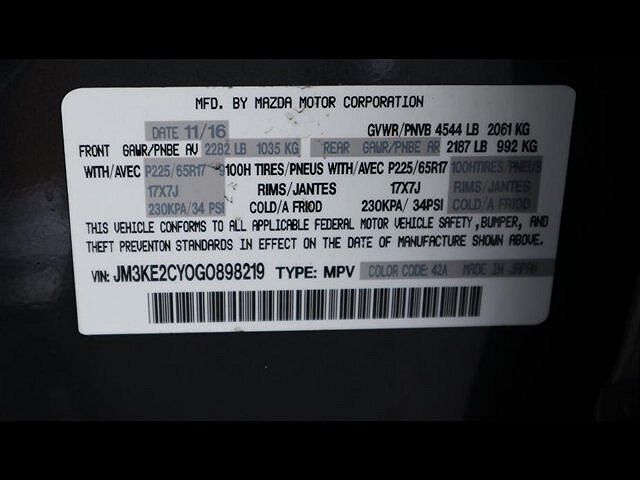 MFD. BY MAZDA MOTOR CORPORATION
DATE 11/16 GVWR/PNVB 4544 LB 2061 KG
FRONT GAWR/PNBE AV 2282 LB 1035 KG REAR GAWR/PNBE AR 2187 LB 992 KG
WITH/AVEC P225/65R17 100H TIRES/PNEUS WITH/AVEC P225/65R17 100HTIRES/PNEUS
17X7J RIMS/JANTES 17X7J RIMS/JANTES
230KPA/34 PSI COLD/A FRIOD 230KPA/34PSI COLD/A FRIOD
THIS VEHICLE CONFORMS TO ALL APPLICABLE FEDERAL MOTOR VEHICLE SAFETY,BUMPER, AND
THEFT PREVENTON STANDARDS IN EFFECT ON THE DATE OF MANUFACTURE SHOWN ABOVE.
VIN: JM3KE2CY0G0898219 TYPE: MPV COLOR CODE: 42A MADE IN JAPAN